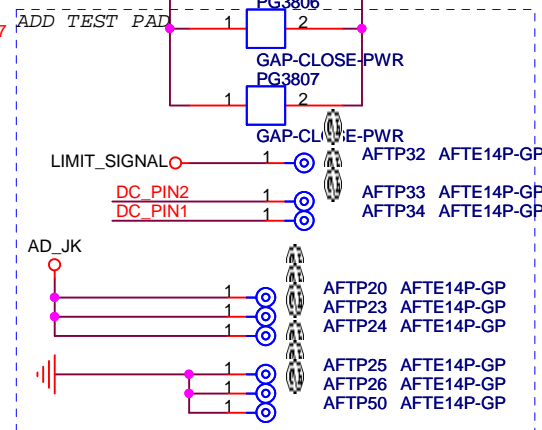 PG3806
7 ADD TEST PAD
1 2
GAP-CLOSE-PWR
PG3807
1 2
GAP-CLOSE-PWR
LIMIT_SIGNAL 1 AFTP32 AFTE14P-GP
DC_PIN2 1 AFTP33 AFTE14P-GP
DC_PIN1 1 AFTP34 AFTE14P-GP
AD_JK
1 AFTP20 AFTE14P-GP
1 AFTP23 AFTE14P-GP
1 AFTP24 AFTE14P-GP
1 AFTP25 AFTE14P-GP
1 AFTP26 AFTE14P-GP
1 AFTP50 AFTE14P-GP